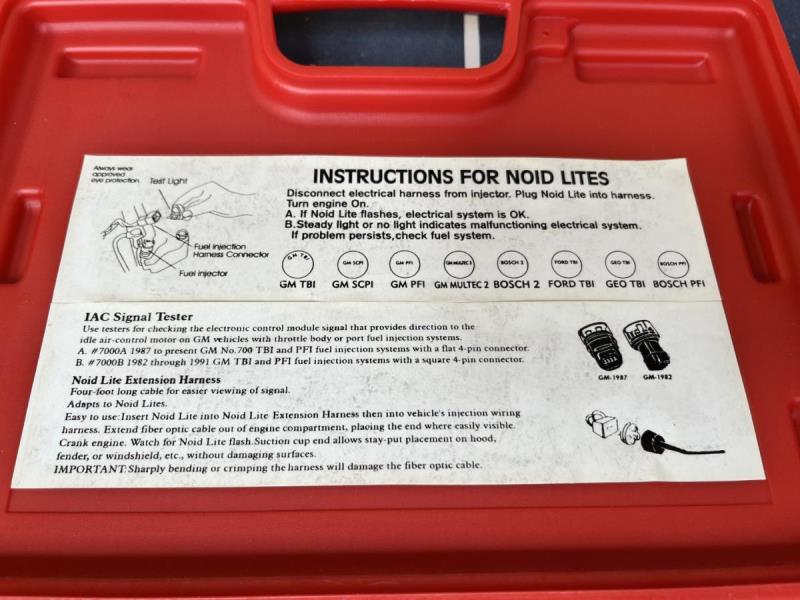 Always wear
approved
eye protection.
Test Light
Fuel injection
Harness Connector
Fuel injector
INSTRUCTIONS FOR NOID LITES
Disconnect electrical harness from injector. Plug Noid Lite into harness.
Turn engine On.
A. If Noid Lite flashes, electrical system is OK.
B.Steady light or no light indicates malfunctioning electrical system.
If problem persists,check fuel system.
GM TBI GM SCPI GM PFI GM MULTEC 2 BOSCH 2 FORD TBI GEO TBI BOSCH PFI
GM TBI GM SCPI GM PFI GM MULTEC 2 BOSCH 2 FORD TBI GEO TBI BOSCH PFI
IAC Signal Tester
Use testers for checking the electronic control module signal that provides direction to the
idle air-control motor on GM vehicles with throttle body or port fuel injection systems.
A. #7000A 1987 to present GM No.700 TBI and PFI fuel injection systems with a flat 4-pin connector.
B. #7000B 1982 through 1991 GM TBI and PFI fuel injection systems with a square 4-pin connector.
GM-1987 GM-1982
Noid Lite Extension Harness
Four-foot long cable for easier viewing of signal.
Adapts to Noid Lites.
Easy to use:Insert Noid Lite into Noid Lite Extension Harness then into vehicle's injection wiring
harness. Extend fiber optic cable out of engine compartment, placing the end where easily visible.
Crank engine. Watch for Noid Lite flash.Suction cup end allows stay-put placement on hood,
fender, or windshield, etc., without damaging surfaces.
IMPORTANT:Sharply bending or crimping the harness will damage the fiber optic cable.